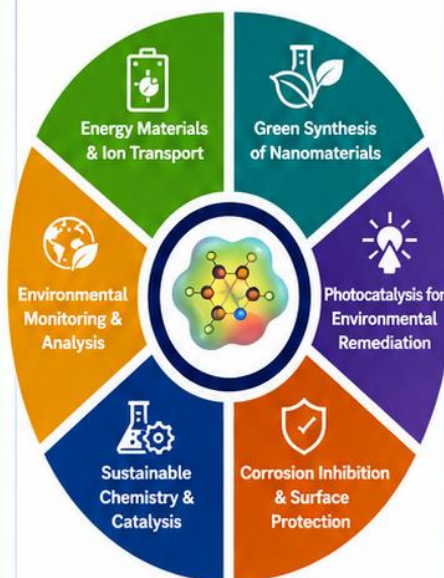 Energy Materials
& Ion Transport
Green Synthesis
of Nanomaterials
Photocatalysis for
Environmental
Remediation
Corrosion Inhibition
& Surface
Protection
Sustainable
Chemistry &
Catalysis
Environmental
Monitoring &
Analysis